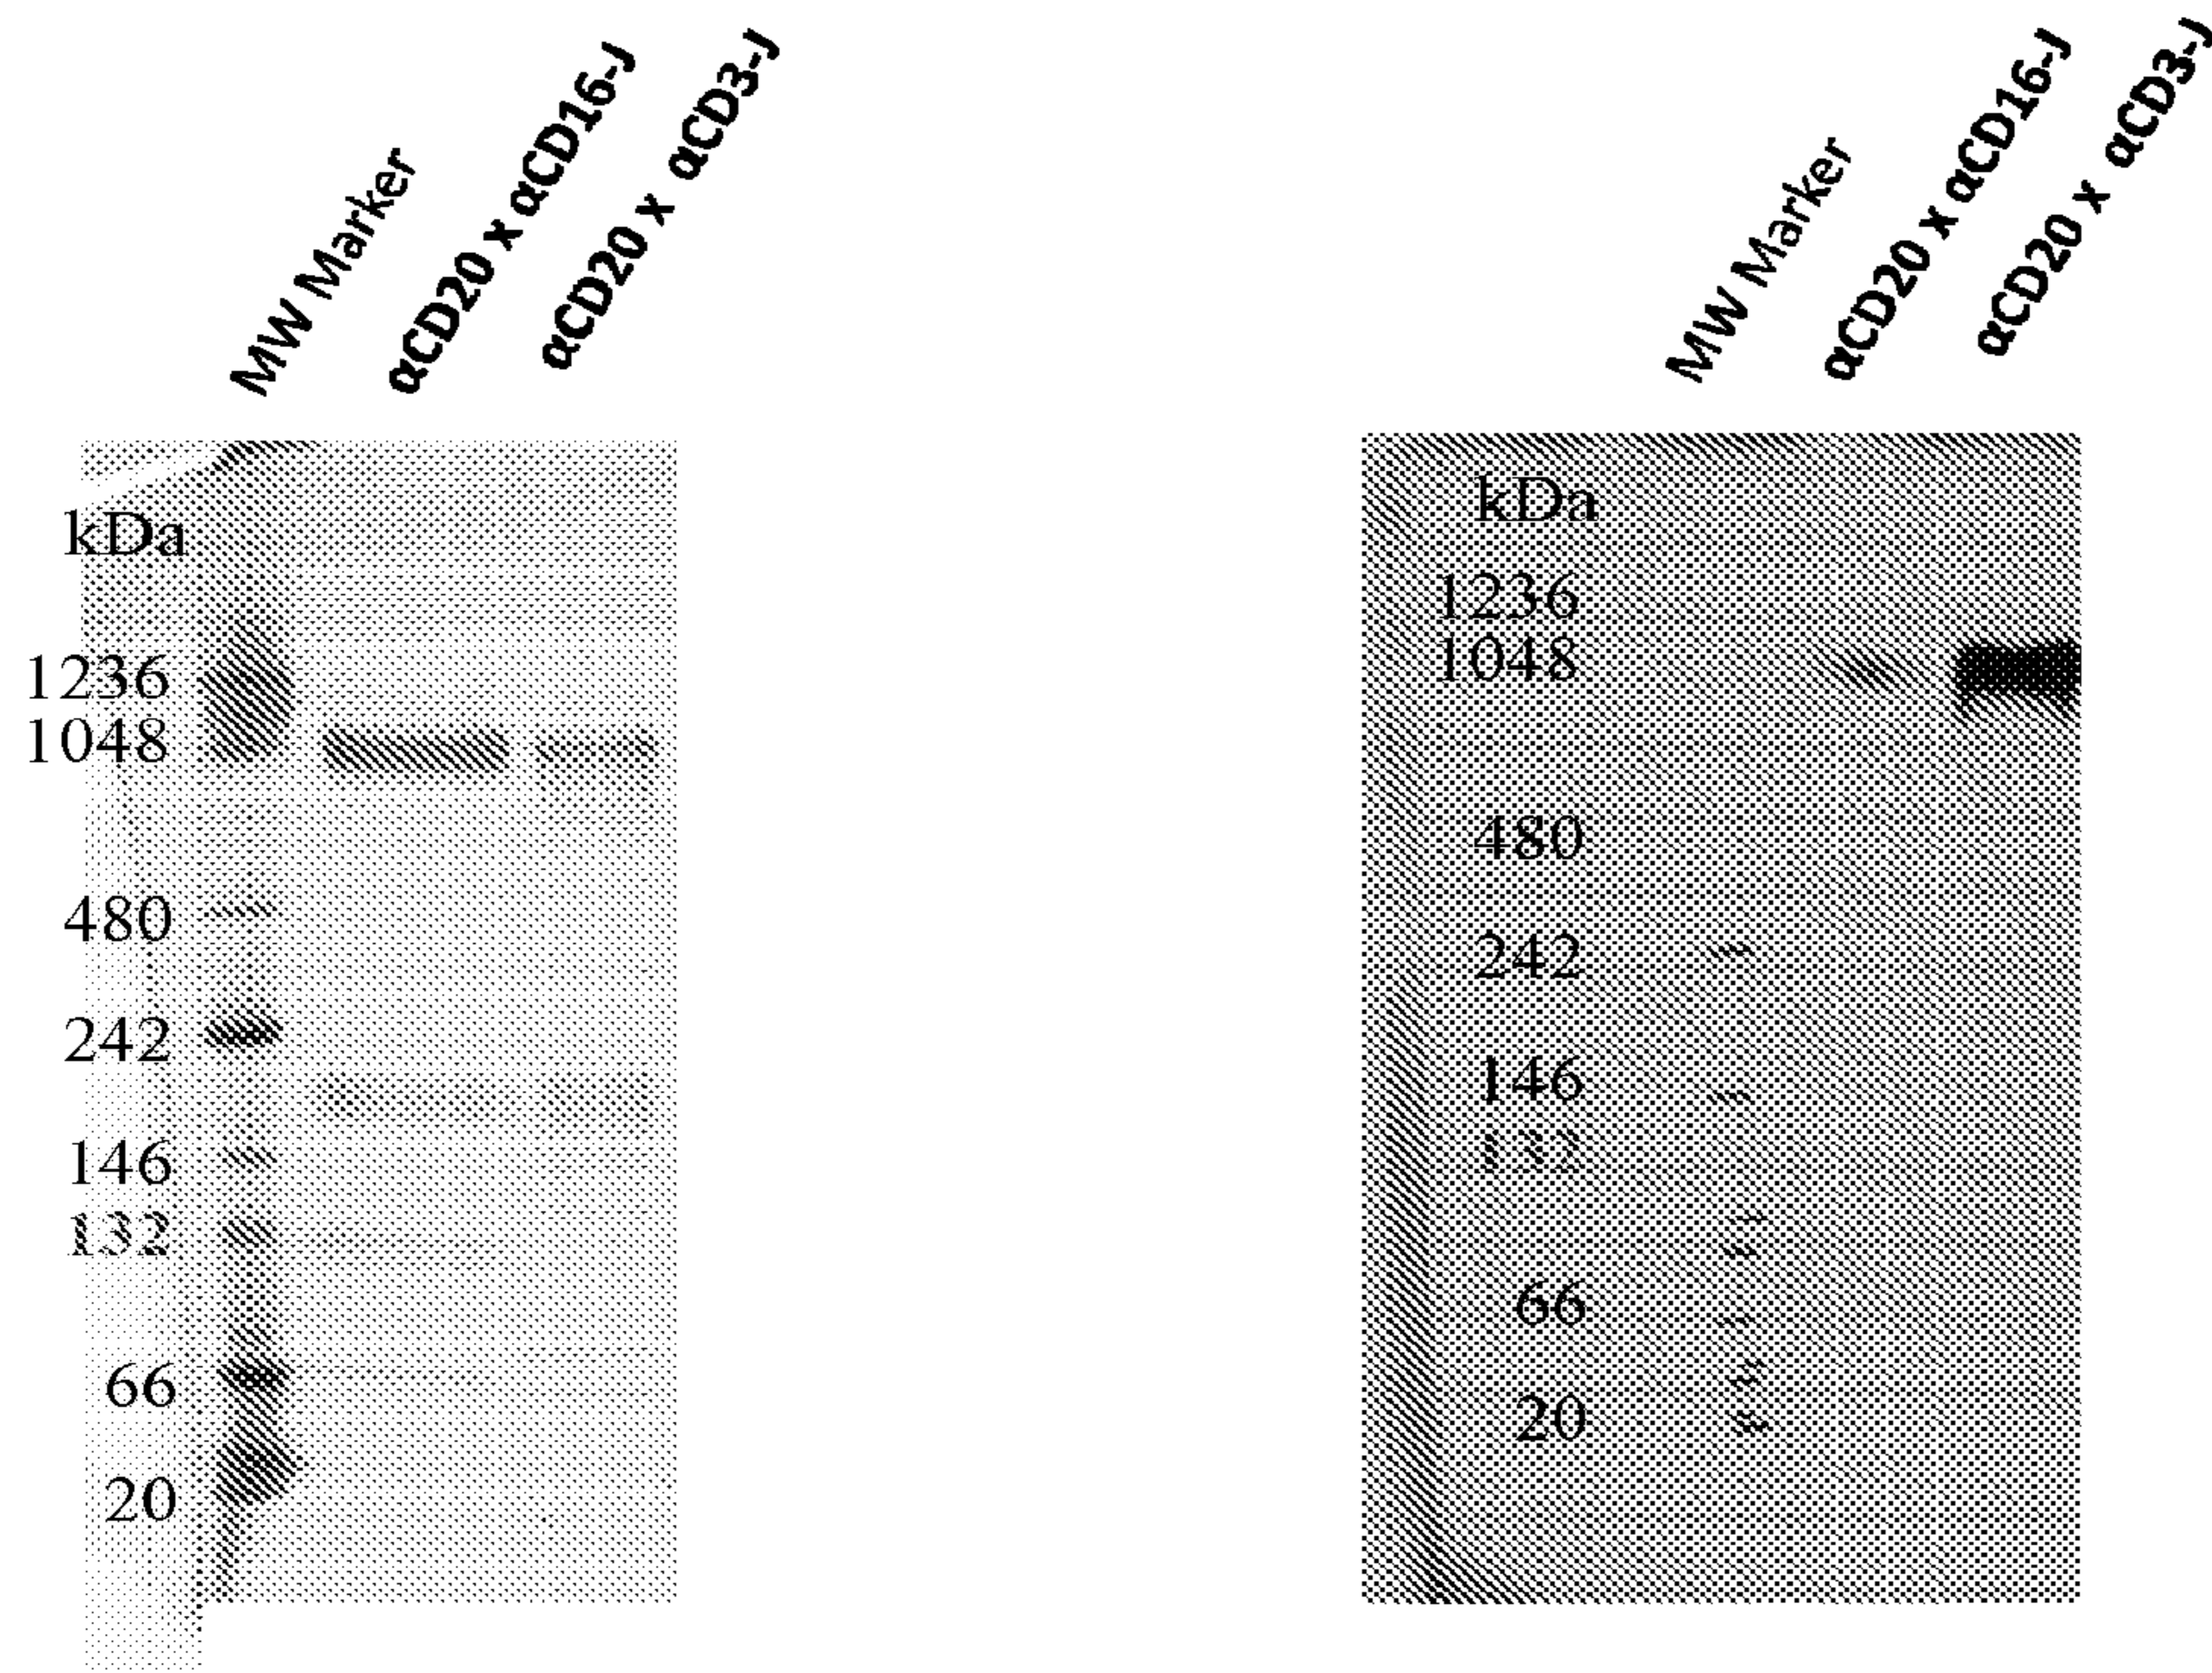 MW Marker
αCD20 x αCD16-J
αCD20 x αCD3-J
kDa
1236
1048
480
242
146
132
66
20
MW Marker
αCD20 x αCD16-J
αCD20 x αCD3-J
kDa
1236
1048
480
242
146
132
66
20